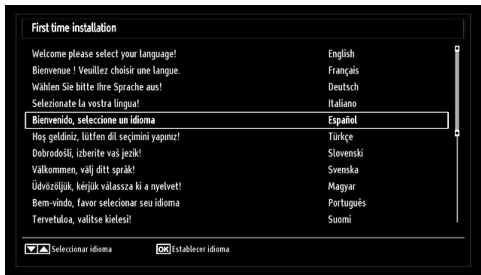 First time installation
Welcome please select your language! English
Bienvenue ! Veuillez choisir une langue. Français
Wählen Sie bitte Ihre Sprache aus! Deutsch
Selezionate la vostra lingua! Italiano
Bienvenido, seleccione un idioma Español
Hoş geldiniz, lütfen dil seçimini yapınız! Türkçe
Dobrodošli, izberite vaš jezik! Slovenski
Välkommen, välj ditt språk! Svenska
Üdvözöljük, kérjük válassza ki a nyelvet! Magyar
Bem-vindo, favor selecionar seu idioma Português
Tervetuloa, valitse kielesi! Suomi
Seleccionar idioma OK Establecer idioma